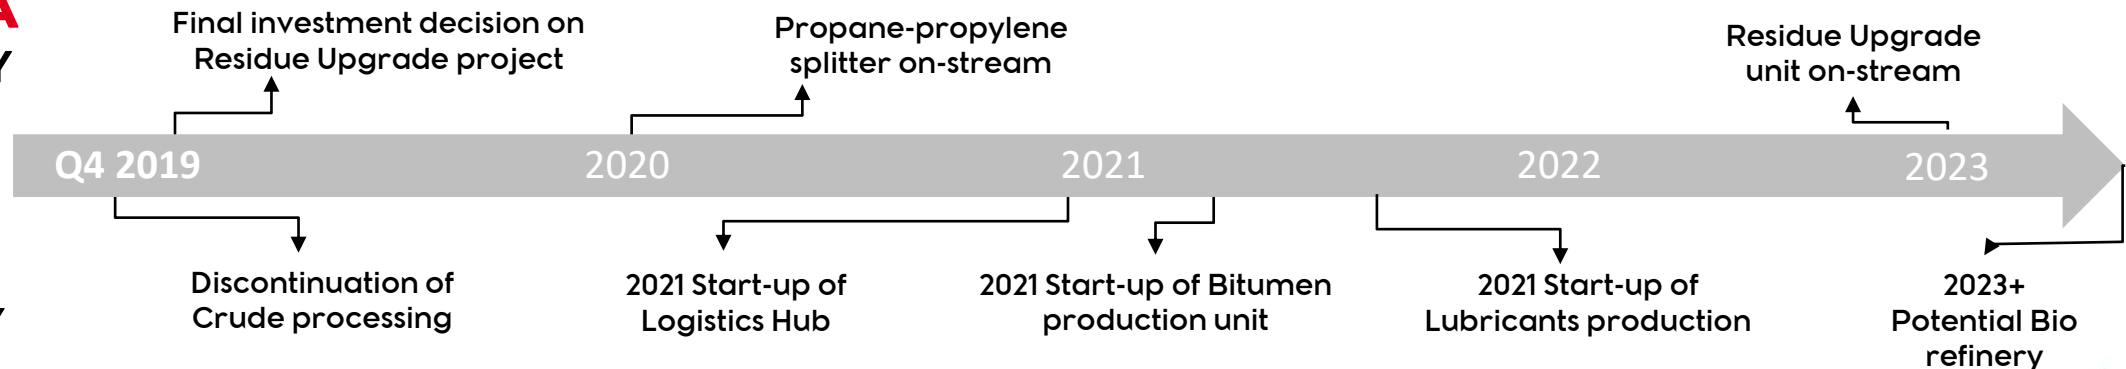 A
Y
Final investment decision on
Residue Upgrade project
Propane-propylene
splitter on-stream
Residue Upgrade
unit on-stream
Q4 2019
2020
2021
2022
2023
Discontinuation of
Crude processing
2021 Start-up of
Logistics Hub
2021 Start-up of Bitumen
production unit
2021 Start-up of
Lubricants production
2023+
Potential Bio
refinery